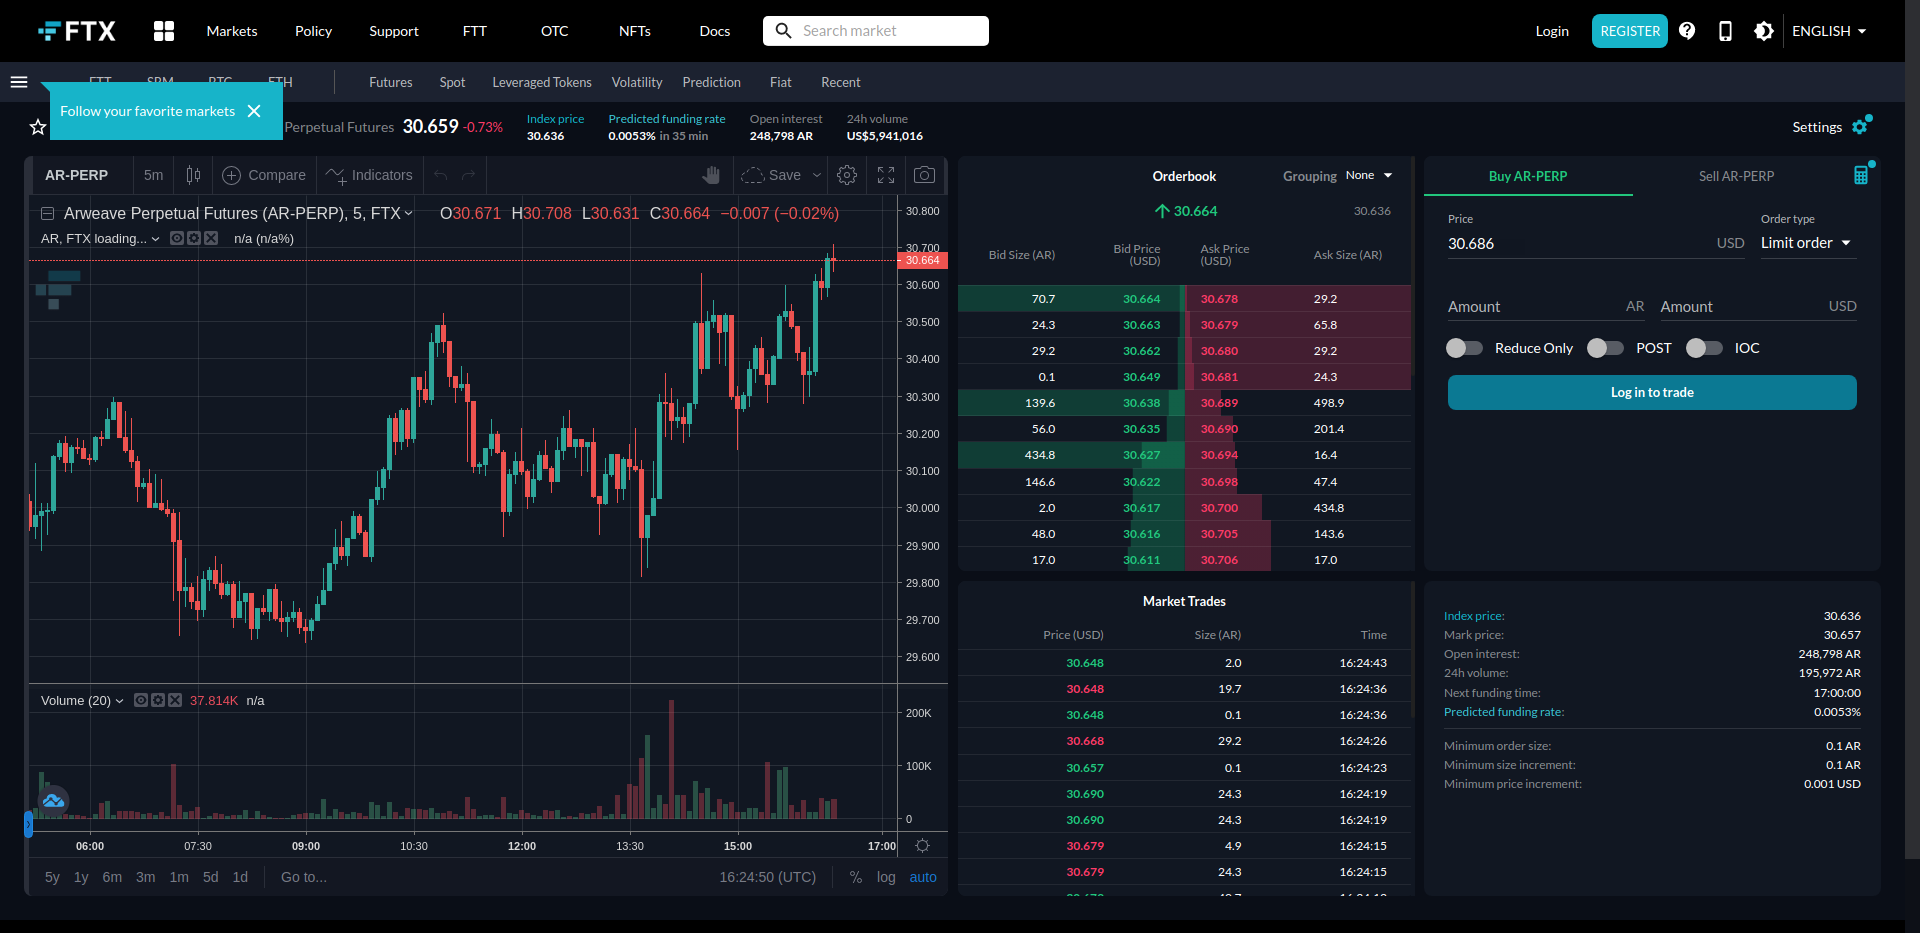 FTX Markets Policy Support FTT OTC NFTs Docs Search market Login REGISTER ENGLISH
FTT SRM BTC ETH Futures Spot Leveraged Tokens Volatility Prediction Fiat Recent
Follow your favorite markets
Perpetual Futures 30.659 -0.73%
Index price
30.636
Predicted funding rate
0.0053% in 35 min
Open interest
248,798 AR
24h volume
US$5,941,016
Settings
AR-PERP 5m Compare Indicators Save
Arweave Perpetual Futures (AR-PERP), 5, FTX O30.671 H30.708 L30.631 C30.664 −0.007 (−0.02%)
AR, FTX loading... n/a (n/a%)
30.800
30.700
30.664
30.600
30.500
30.400
30.300
30.200
30.100
30.000
29.900
29.800
29.700
29.600
Volume (20) 37.814K n/a
200K
100K
0
06:00 07:30 09:00 10:30 12:00 13:30 15:00 17:00
5y 1y 6m 3m 1m 5d 1d Go to... 16:24:50 (UTC) % log auto
Orderbook Grouping None
30.664 30.636
Bid Size (AR) Bid Price (USD) Ask Price (USD) Ask Size (AR)
70.7 30.664 30.678 29.2
24.3 30.663 30.679 65.8
29.2 30.662 30.680 29.2
0.1 30.649 30.681 24.3
139.6 30.638 30.689 498.9
56.0 30.635 30.690 201.4
434.8 30.627 30.694 16.4
146.6 30.622 30.698 47.4
2.0 30.617 30.700 434.8
48.0 30.616 30.705 143.6
17.0 30.611 30.706 17.0
Market Trades
Price (USD) Size (AR) Time
30.648 2.0 16:24:43
30.648 19.7 16:24:36
30.648 0.1 16:24:36
30.668 29.2 16:24:26
30.657 0.1 16:24:23
30.690 24.3 16:24:19
30.690 24.3 16:24:19
30.679 4.9 16:24:15
30.679 24.3 16:24:15
Buy AR-PERP Sell AR-PERP
Price Order type
30.686 USD Limit order
Amount AR Amount USD
Reduce Only POST IOC
Log in to trade
Index price: 30.636
Mark price: 30.657
Open interest: 248,798 AR
24h volume: 195,972 AR
Next funding time: 17:00:00
Predicted funding rate: 0.0053%
Minimum order size: 0.1 AR
Minimum size increment: 0.1 AR
Minimum price increment: 0.001 USD